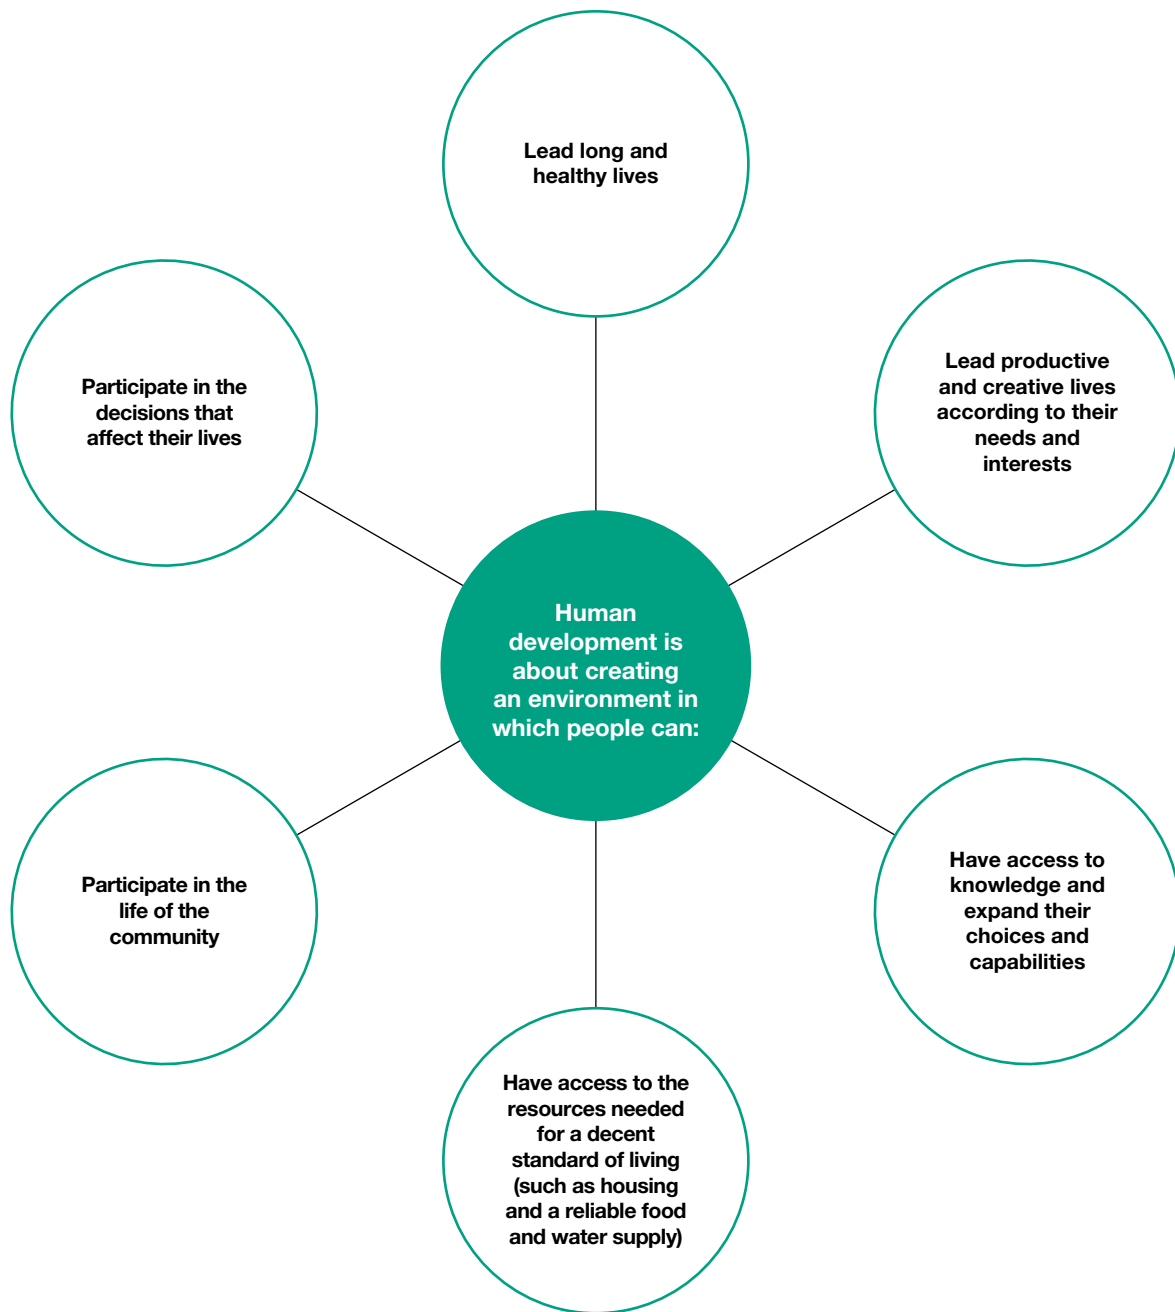 Lead long and
healthy lives
Lead productive
and creative lives
according to their
needs and
interests
Participate in the
decisions that
affect their lives
Human
development is
about creating
an environment in
which people can:
Have access to
knowledge and
expand their
choices and
capabilities
Participate in the
life of the
community
Have access to the
resources needed
for a decent
standard of living
(such as housing
and a reliable food
and water supply)